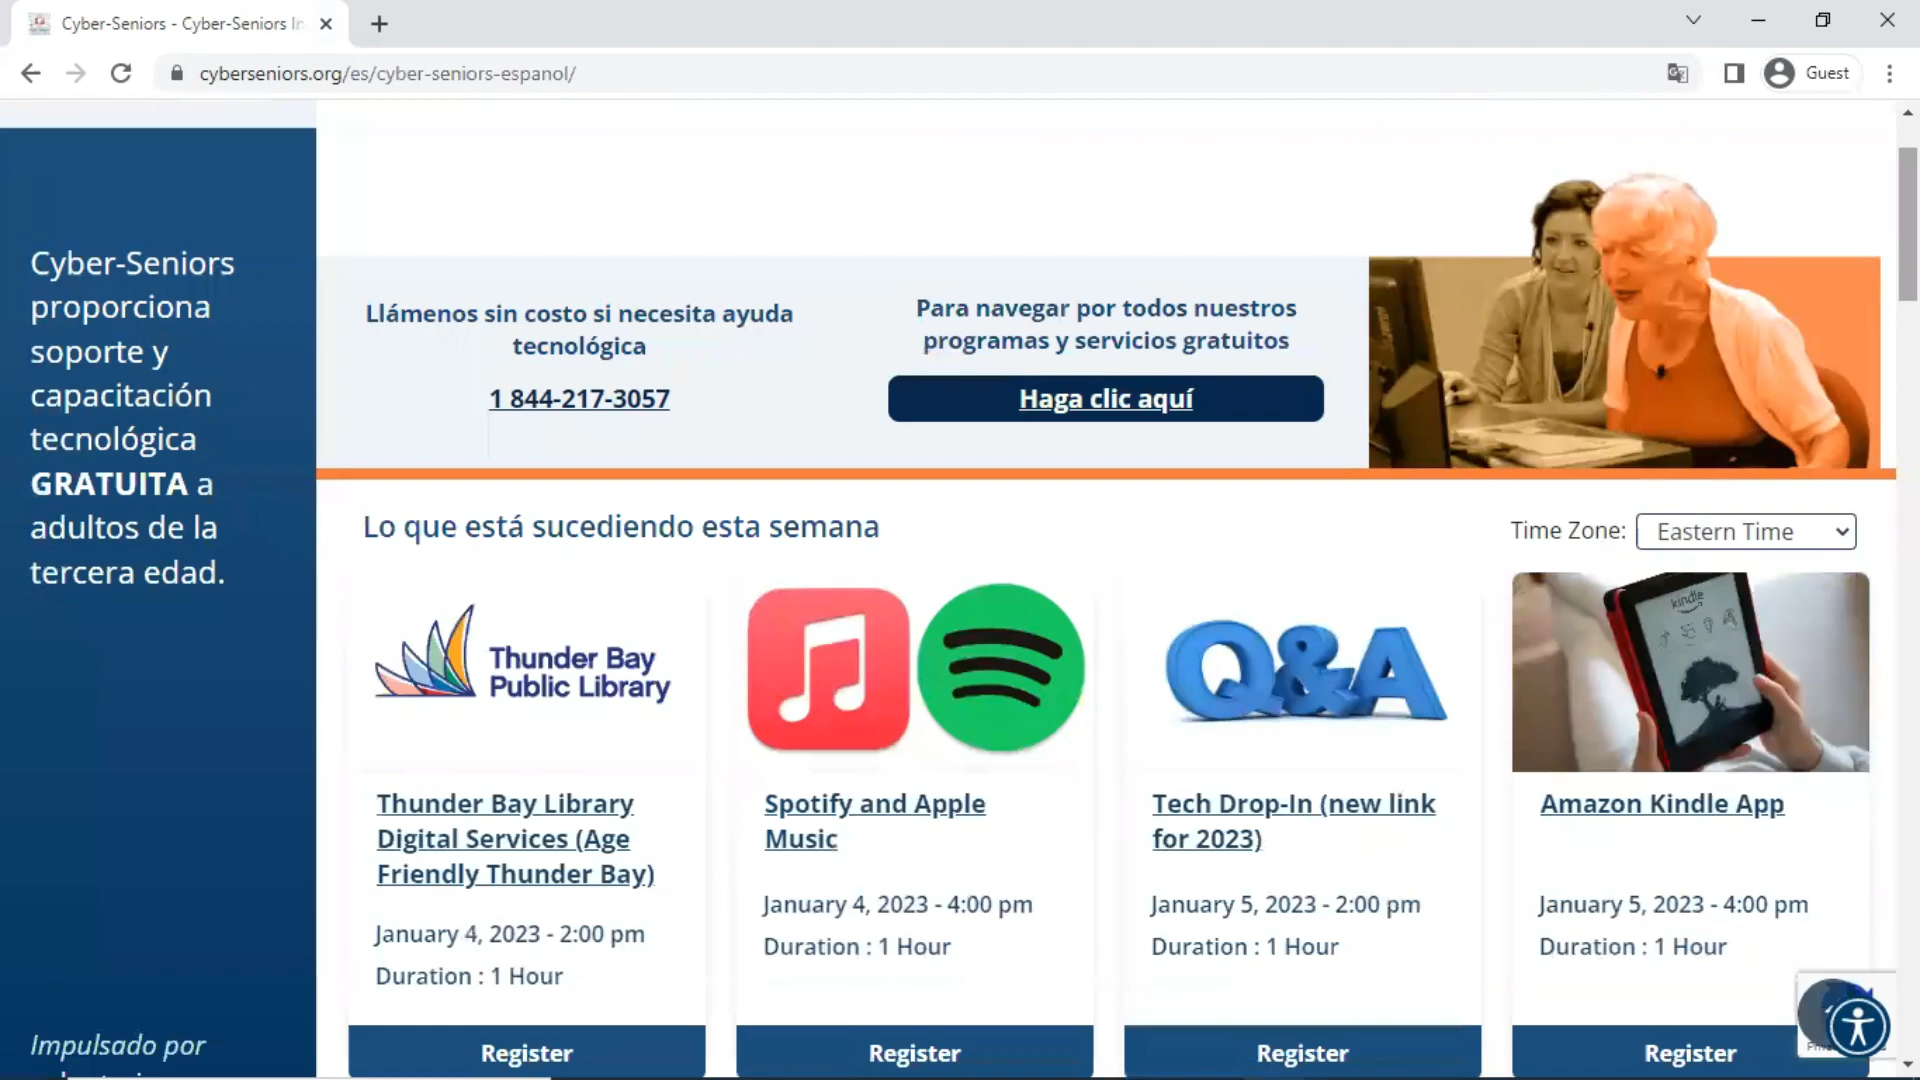 Cyber-Seniors - Cyber-Seniors In
cyberseniors.org/es/cyber-seniors-espanol/
Guest
Cyber-Seniors
proporciona
soporte y
capacitación
tecnológica
GRATUITA a
adultos de la
tercera edad.
Impulsado por
Llámenos sin costo si necesita ayuda
tecnológica
1 844-217-3057
Para navegar por todos nuestros
programas y servicios gratuitos
Haga clic aquí
Lo que está sucediendo esta semana
Time Zone: Eastern Time
Thunder Bay
Public Library
Thunder Bay Library
Digital Services (Age
Friendly Thunder Bay)
January 4, 2023 - 2:00 pm
Duration : 1 Hour
Register
Spotify and Apple
Music
January 4, 2023 - 4:00 pm
Duration : 1 Hour
Register
Q&A
Tech Drop-In (new link
for 2023)
January 5, 2023 - 2:00 pm
Duration : 1 Hour
Register
kindle
Amazon Kindle App
January 5, 2023 - 4:00 pm
Duration : 1 Hour
Register